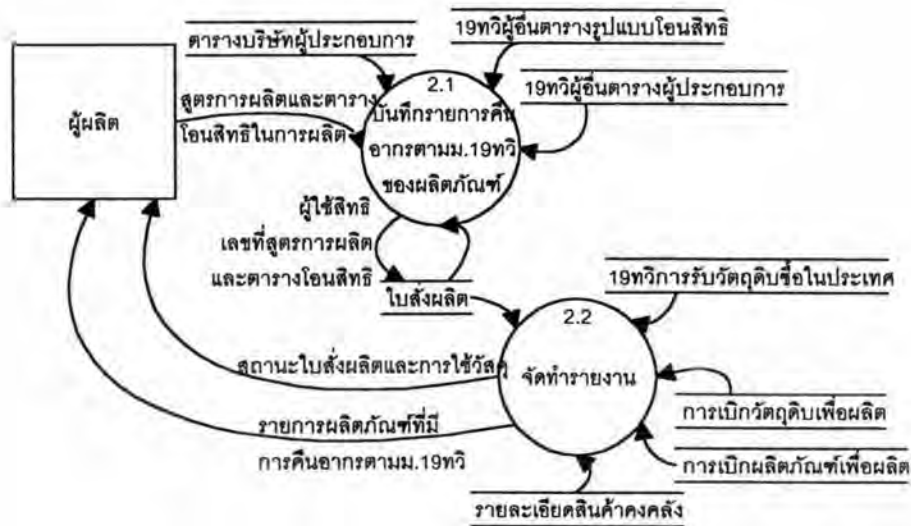 ตารางบริษัทผู้ประกอบการ
19ทวิผู้อื่นตารางรูปแบบโอนสิทธิ
ผู้ผลิต
สูตรการผลิตและตาราง
โอนสิทธิในการผลิต
2.1
บันทึกรายการคืน
อากรตามม.19ทวิ
ของผลิตภัณฑ์
19ทวิผู้อื่นตารางผู้ประกอบการ
ผู้ใช้สิทธิ
เลขที่สูตรการผลิต
และตารางโอนสิทธิ
ใบสั่งผลิต
19ทวิการรับวัตถุดิบซื้อในประเทศ
2.2
จัดทำรายงาน
สถานะใบสั่งผลิตและการใช้วัสดุ
การเบิกวัตถุดิบเพื่อผลิต
รายการผลิตภัณฑ์ที่มี
การคืนอากรตามม.19ทวิ
การเบิกผลิตภัณฑ์เพื่อผลิต
รายละเอียดสินค้าคงคลัง